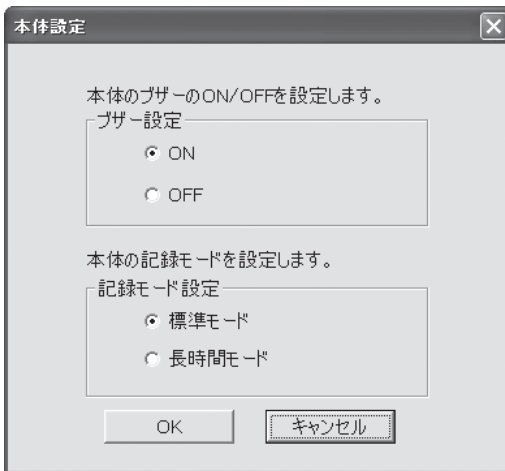 本体設定
本体のブザーのON/OFFを設定します。
ブザー設定
ON
OFF
本体の記録モードを設定します。
記録モード設定
標準モード
長時間モード
OK キャンセル